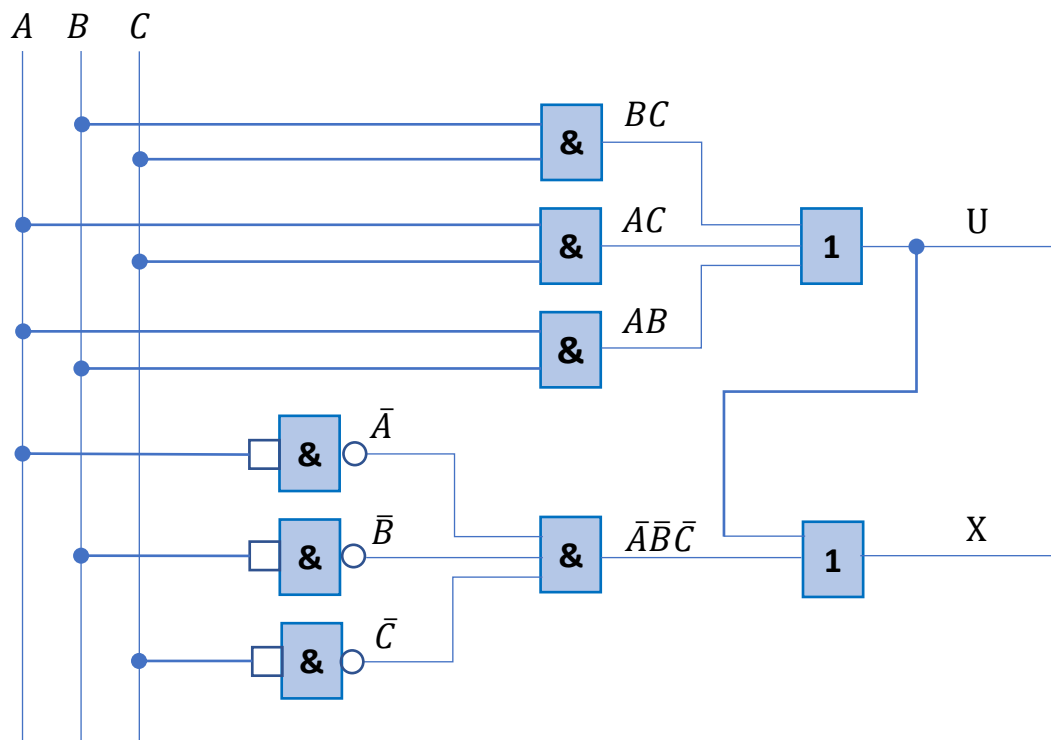 A B C
& BC
& AC
1 U
& AB
& Ā
& B̄
& ĀB̄C̄
1 X
& C̄